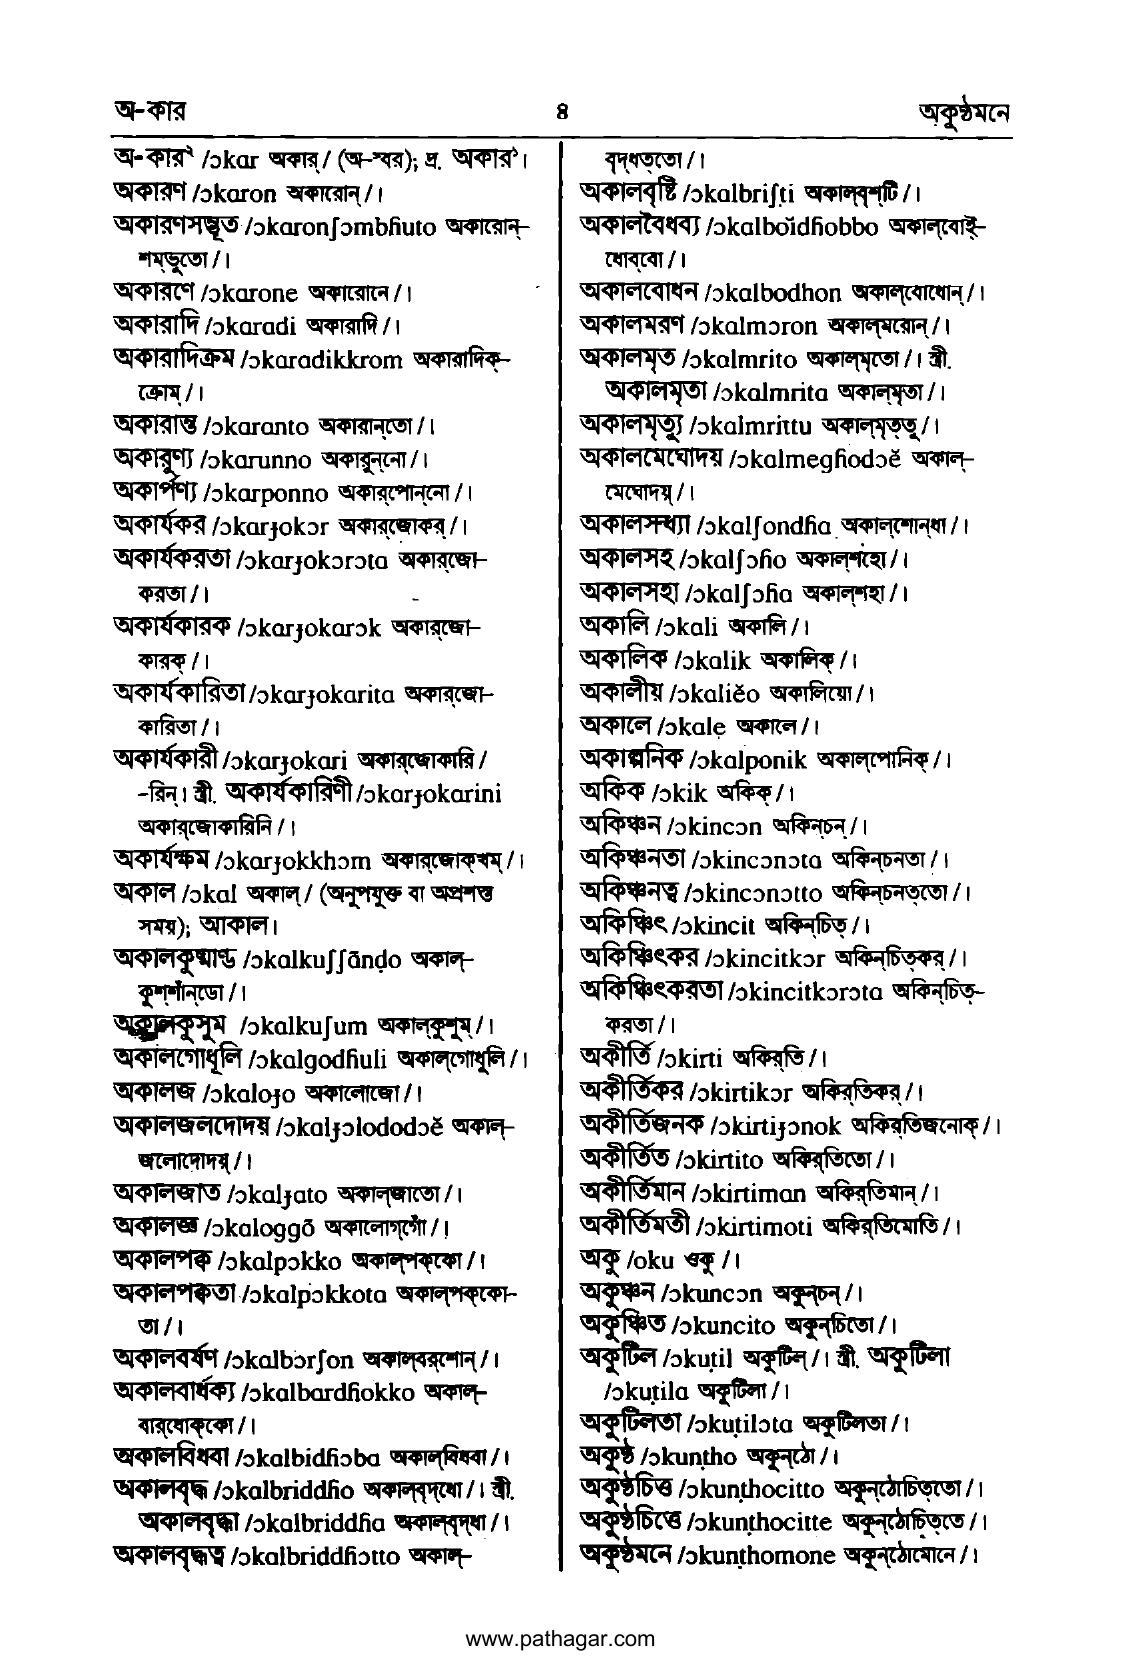 অ-কার
৪
অকুণ্ঠমনে
অ-কার² /ɔkar অকার্ / (অ-স্বর); দ্র. অকার¹।
অকারণ /ɔkaron অকারোন্ /।
অকারণসম্ভূত /ɔkaronʃɔmbɦuto অকারোন্–
শম্ভুতো /।
অকারণে /ɔkarone অকারোনে /।
অকারাদি /ɔkaradi অকারাদি /।
অকারাদিক্রম /ɔkaradikkrom অকারাদিক্–
ক্রোম্ /।
অকারান্ত /ɔkaranto অকারান্‌তো /।
অকারুণ্য /ɔkarunno অকারুন্‌নো /।
অকার্পণ্য /ɔkarponno অকার্‌পোন্‌নো /।
অকার্যকর /ɔkarɟokɔr অকার্‌জোকর্ /।
অকার্যকরতা /ɔkarɟokɔrɔta অকার্‌জো–
করতা /।
অকার্যকারক /ɔkarɟokarɔk অকার্‌জো–
কারক্ /।
অকার্যকারিতা /ɔkarɟokarita অকার্‌জো–
কারিতা /।
অকার্যকারী /ɔkarɟokari অকার্‌জোকারি /
-রিন্। স্ত্রী. অকার্যকারিণী /ɔkarɟokarini
অকার্‌জোকারিনি /।
অকার্যক্ষম /ɔkarɟokkhɔm অকার্‌জোক্‌খম্ /।
অকাল /ɔkal অকাল্ / (অনুপযুক্ত বা অপ্রশস্ত
সময়); আকাল।
অকালকুষ্মাণ্ড /ɔkalkuʃʃãnḍo অকাল্–
কুশ্‌শাঁন্‌ডো /।
অকালকুসুম /ɔkalkuʃum অকাল্‌কুশুম্ /।
অকালগোধূলি /ɔkalgodɦuli অকাল্‌গোধুলি /।
অকালজ /ɔkaloɟo অকালোজো /।
অকালজলদোদয় /ɔkalɟɔlododɔĕ অকাল্–
জলোদোদয়্ /।
অকালজাত /ɔkalɟato অকাল্‌জাতো /।
অকালজ্ঞ /ɔkaloggõ অকালোগ্‌গোঁ /।
অকালপক্ব /ɔkalpɔkko অকাল্‌পক্‌কো /।
অকালপক্বতা /ɔkalpɔkkota অকাল্‌পক্‌কো–
তা /।
অকালবর্ষণ /ɔkalbɔrʃon অকাল্‌বর্‌শোন্ /।
অকালবার্ধক্য /ɔkalbardɦokko অকাল্–
বার্‌ধোক্‌কো /।
অকালবিধবা /ɔkalbidɦɔba অকাল্‌বিধবা /।
অকালবৃদ্ধ /ɔkalbriddɦo অকাল্‌বৃদ্‌ধো /। স্ত্রী.
অকালবৃদ্ধা /ɔkalbriddɦa অকাল্‌বৃদ্‌ধা /।
অকালবৃদ্ধত্ব /ɔkalbriddɦɔtto অকাল্–
বৃদ্‌ধত্‌তো /।
অকালবৃষ্টি /ɔkalbriʃṭi অকাল্‌বৃশ্‌টি /।
অকালবৈধব্য /ɔkalboĭdɦobbo অকাল্‌বোই্–
ধোব্‌বো /।
অকালবোধন /ɔkalbodhon অকাল্‌বোধোন্ /।
অকালমরণ /ɔkalmɔron অকাল্‌মরোন্ /।
অকালমৃত /ɔkalmrito অকাল্‌মৃতো /। স্ত্রী.
অকালমৃতা /ɔkalmrita অকাল্‌মৃতা /।
অকালমৃত্যু /ɔkalmrittu অকাল্‌মৃত্‌তু /।
অকালমেঘোদয় /ɔkalmegɦodɔĕ অকাল্–
মেঘোদয়্ /।
অকালসন্ধ্যা /ɔkalʃondɦa অকাল্‌শোন্‌ধা /।
অকালসহ /ɔkalʃɔɦo অকাল্‌শহো /।
অকালসহা /ɔkalʃɔɦa অকাল্‌শহা /।
অকালি /ɔkali অকালি /।
অকালিক /ɔkalik অকালিক্ /।
অকালীয় /ɔkaliĕo অকালিয়ো /।
অকালে /ɔkale অকালে /।
অকাল্পনিক /ɔkalponik অকাল্‌পোনিক্ /।
অকিক /ɔkik অকিক্ /।
অকিঞ্চন /ɔkincɔn অকিন্‌চন্ /।
অকিঞ্চনতা /ɔkincɔnɔta অকিন্‌চনতা /।
অকিঞ্চনত্ব /ɔkincɔnɔtto অকিন্‌চনত্‌তো /।
অকিঞ্চিৎ /ɔkincit অকিন্‌চিত্ /।
অকিঞ্চিৎকর /ɔkincitkɔr অকিন্‌চিত্‌কর্ /।
অকিঞ্চিৎকরতা /ɔkincitkɔrɔta অকিন্‌চিত্–
করতা /।
অকীর্তি /ɔkirti অকির্‌তি /।
অকীর্তিকর /ɔkirtikɔr অকির্‌তিকর্ /।
অকীর্তিজনক /ɔkirtiɟɔnok অকির্‌তিজনোক্ /।
অকীর্তিত /ɔkirtito অকির্‌তিতো /।
অকীর্তিমান /ɔkirtiman অকির্‌তিমান্ /।
অকীর্তিমতী /ɔkirtimoti অকির্‌তিমোতি /।
অকু /oku ওকু /।
অকুঞ্চন /ɔkuncɔn অকুন্‌চন্ /।
অকুঞ্চিত /ɔkuncito অকুন্‌চিতো /।
অকুটিল /ɔkuṭil অকুটিল্ /। স্ত্রী. অকুটিলা
/ɔkuṭila অকুটিলা /।
অকুটিলতা /ɔkuṭilɔta অকুটিলতা /।
অকুণ্ঠ /ɔkunṭho অকুন্‌ঠো /।
অকুণ্ঠচিত্ত /ɔkunṭhocitto অকুন্‌ঠোচিত্‌তো /।
অকুণ্ঠচিত্তে /ɔkunṭhocitte অকুন্‌ঠোচিত্‌তে /।
অকুণ্ঠমনে /ɔkunṭhomone অকুন্‌ঠোমোনে /।
www.pathagar.com